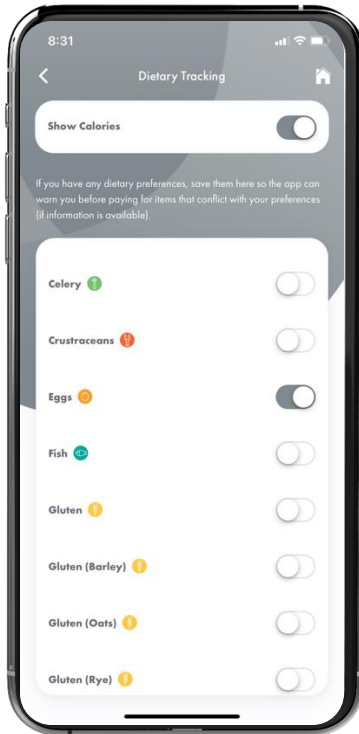 8:31
Dietary Tracking
Show Calories
If you have any dietary preferences, save them here so the app can
warn you before paying for items that conflict with your preferences
(if information is available).
Celery
Crustraceans
Eggs
Fish
Gluten
Gluten (Barley)
Gluten (Oats)
Gluten (Rye)